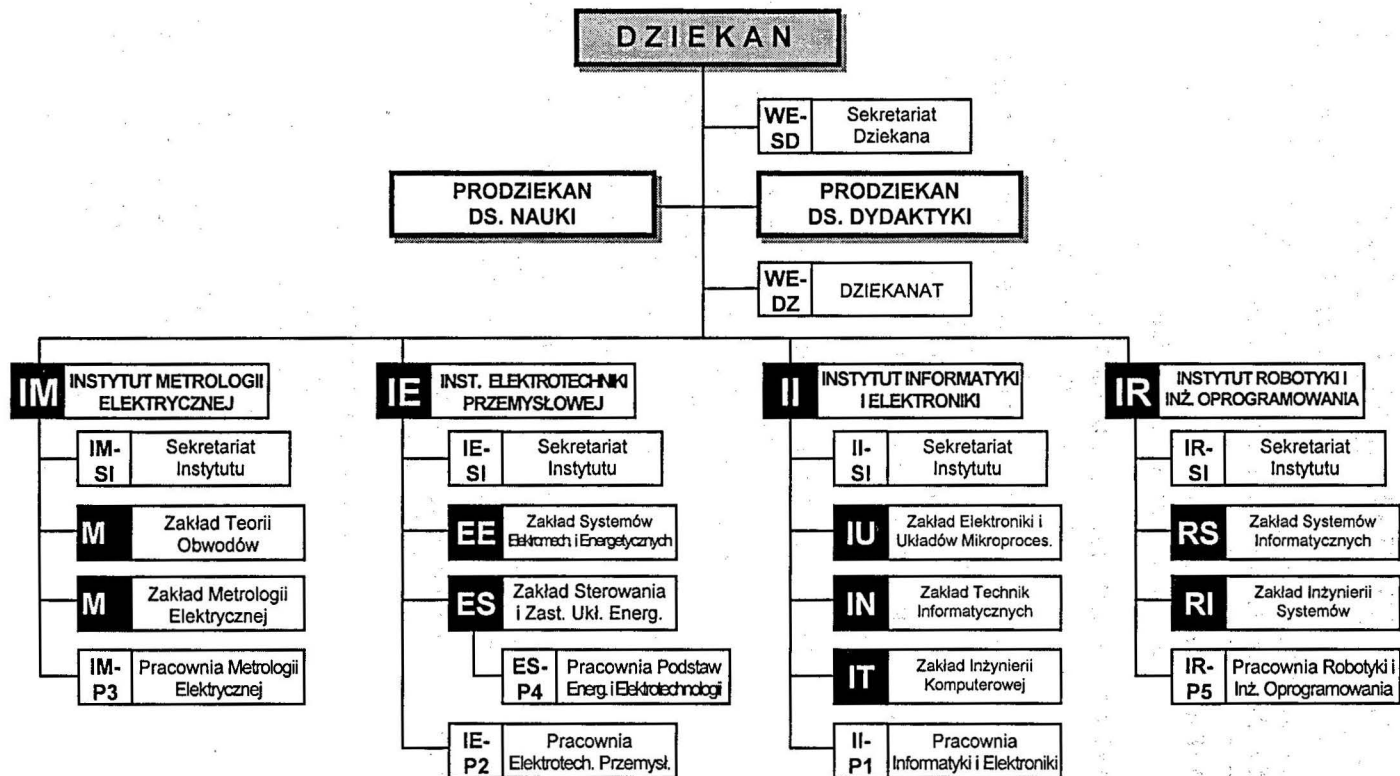 DZIEKAN
WE-
SD
Sekretariat
Dziekana
PRODZIEKAN
DS. NAUKI
PRODZIEKAN
DS. DYDAKTYKI
WE-
DZ
DZIEKANAT
IM
INSTYTUT METROLOGII
ELEKTRYCZNEJ
IM-
SI
Sekretariat
Instytutu
M
Zakład Teorii
Obwodów
M
Zakład Metrologii
Elektrycznej
IM-
P3
Pracownia Metrologii
Elektrycznej
IE
INST. ELEKTROTECHNIKI
PRZEMYSŁOWEJ
IE-
SI
Sekretariat
Instytutu
EE
Zakład Systemów
Elektromech. i Energetycznych
ES
Zakład Sterowania
i Zast. Ukł. Energ.
ES-
P4
Pracownia Podstaw
Energ. i Elektrotechnologii
IE-
P2
Pracownia
Elektrotech. Przemysł.
II
INSTYTUT INFORMATYKI
I ELEKTRONIKI
II-
SI
Sekretariat
Instytutu
IU
Zakład Elektroniki i
Układów Mikroproces.
IN
Zakład Technik
Informatycznych
IT
Zakład Inżynierii
Komputerowej
II-
P1
Pracownia
Informatyki i Elektroniki
IR
INSTYTUT ROBOTYKI I
INŻ. OPROGRAMOWANIA
IR-
SI
Sekretariat
Instytutu
RS
Zakład Systemów
Informatycznych
RI
Zakład Inżynierii
Systemów
IR-
P5
Pracownia Robotyki i
Inż. Oprogramowania